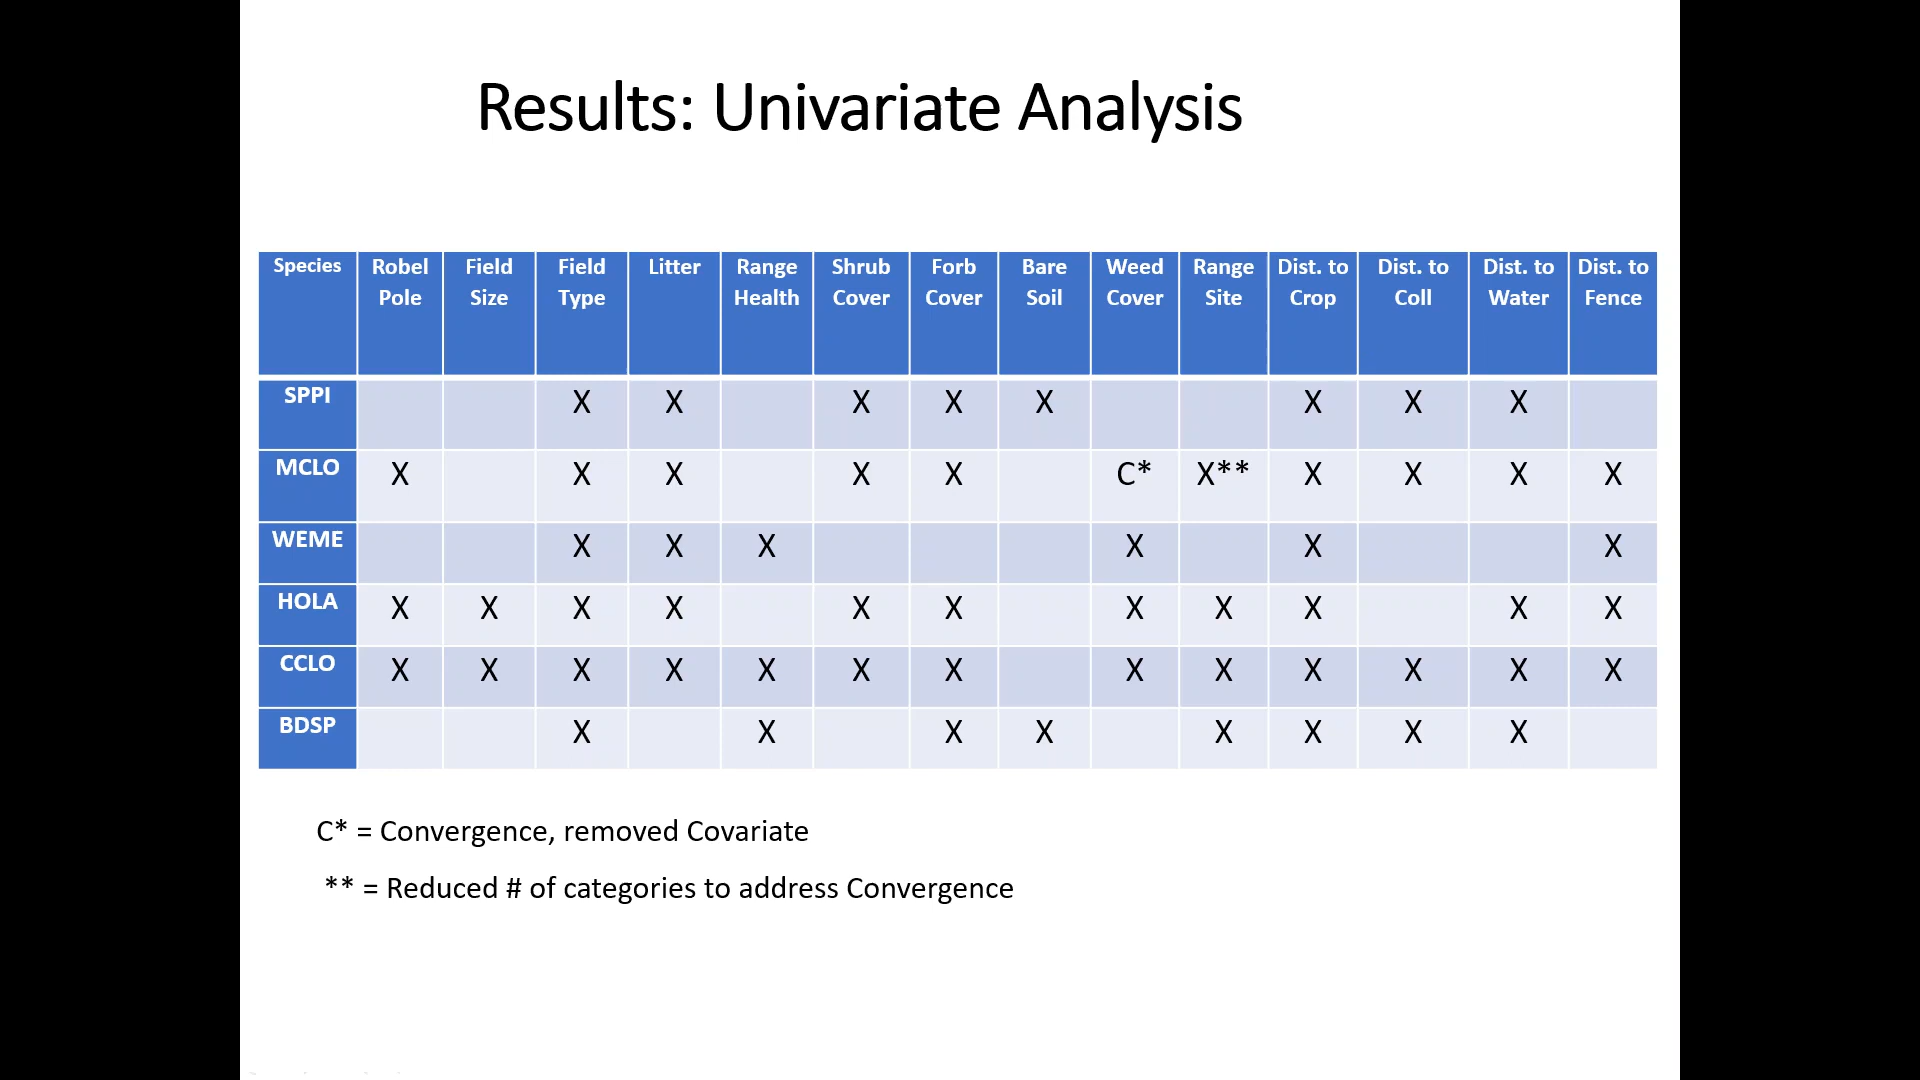 Results: Univariate Analysis
Species Robel Field Field Litter Range Shrub Forb Bare Weed Range Dist. to Dist. to Dist. to Dist. to
Pole Size Type Health Cover Cover Soil Cover Site Crop Coll Water Fence
SPPI X X X X X X X X
MCLO X X X X X C* X** X X X X
WEME X X X X X X
HOLA X X X X X X X X X X X
CCLO X X X X X X X X X X X X X
BDSP X X X X X X X X
C* = Convergence, removed Covariate
** = Reduced # of categories to address Convergence